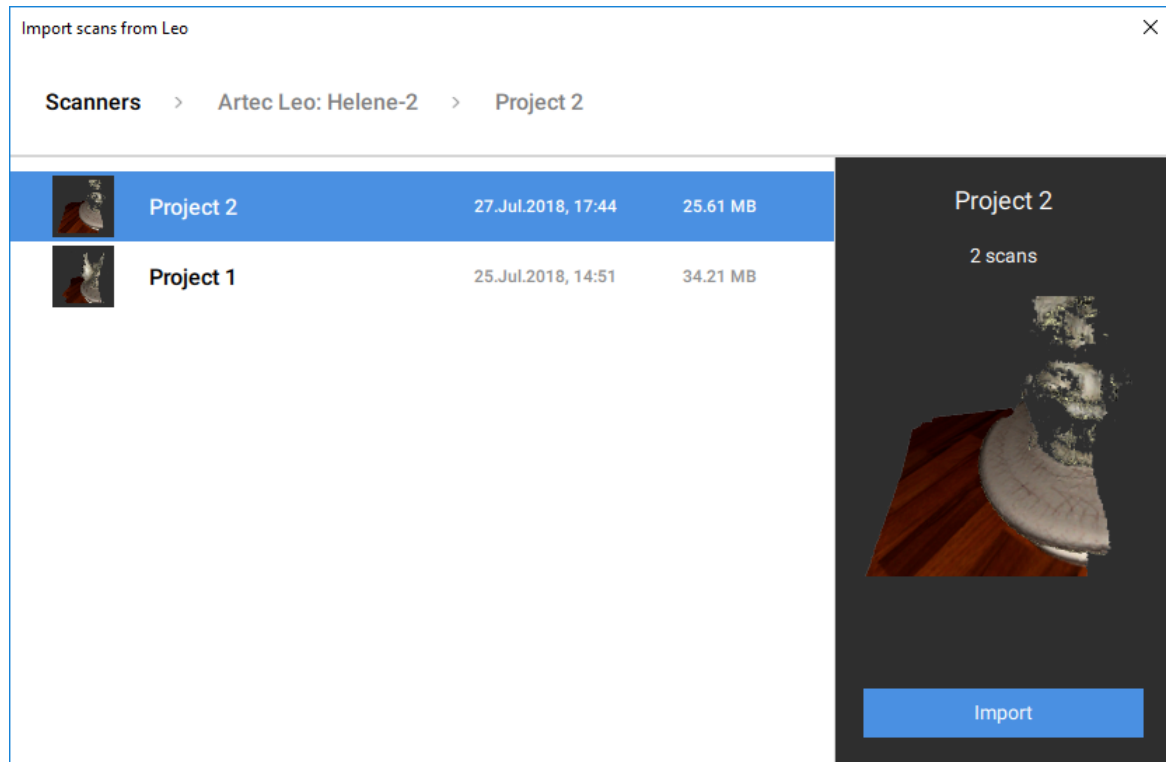 Import scans from Leo
Scanners > Artec Leo: Helene-2 > Project 2
Project 2 27.Jul.2018, 17:44 25.61 MB
Project 1 25.Jul.2018, 14:51 34.21 MB
Project 2
2 scans
Import